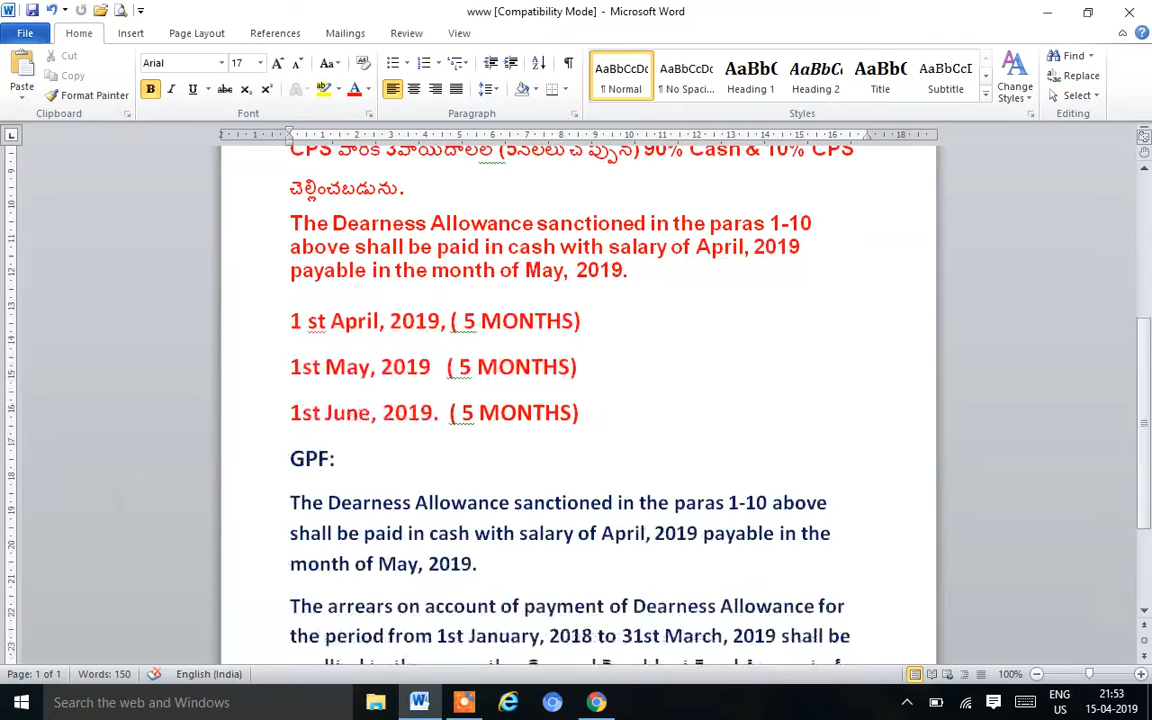 www [Compatibility Mode] - Microsoft Word
File Home Insert Page Layout References Mailings Review View
Cut
Copy
Format Painter
Paste
Clipboard
Arial 17
Font
Paragraph
AaBbCcDc AaBbCcDc AaBbC AaBbCc AaBbC AaBbCcI
¶ Normal ¶ No Spaci... Heading 1 Heading 2 Title Subtitle
Change Styles
Styles
Find
Replace
Select
Editing
CPS వారికి 3వాయిదాలలో (5నెలలు చొప్పున) 90% Cash & 10% CPS
చెల్లించబడును.
The Dearness Allowance sanctioned in the paras 1-10
above shall be paid in cash with salary of April, 2019
payable in the month of May, 2019.
1 st April, 2019, ( 5 MONTHS)
1st May, 2019 ( 5 MONTHS)
1st June, 2019. ( 5 MONTHS)
GPF:
The Dearness Allowance sanctioned in the paras 1-10 above
shall be paid in cash with salary of April, 2019 payable in the
month of May, 2019.
The arrears on account of payment of Dearness Allowance for
the period from 1st January, 2018 to 31st March, 2019 shall be
Page: 1 of 1 Words: 150 English (India) 100%
Search the web and Windows
ENG US
21:53
15-04-2019